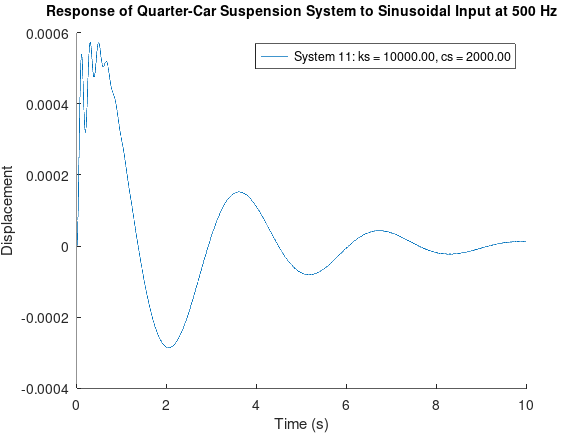 Response of Quarter-Car Suspension System to Sinusoidal Input at 500 Hz
System 11: ks = 10000.00, cs = 2000.00
0.0006
0.0004
0.0002
0
-0.0002
-0.0004
Displacement
0 2 4 6 8 10
Time (s)